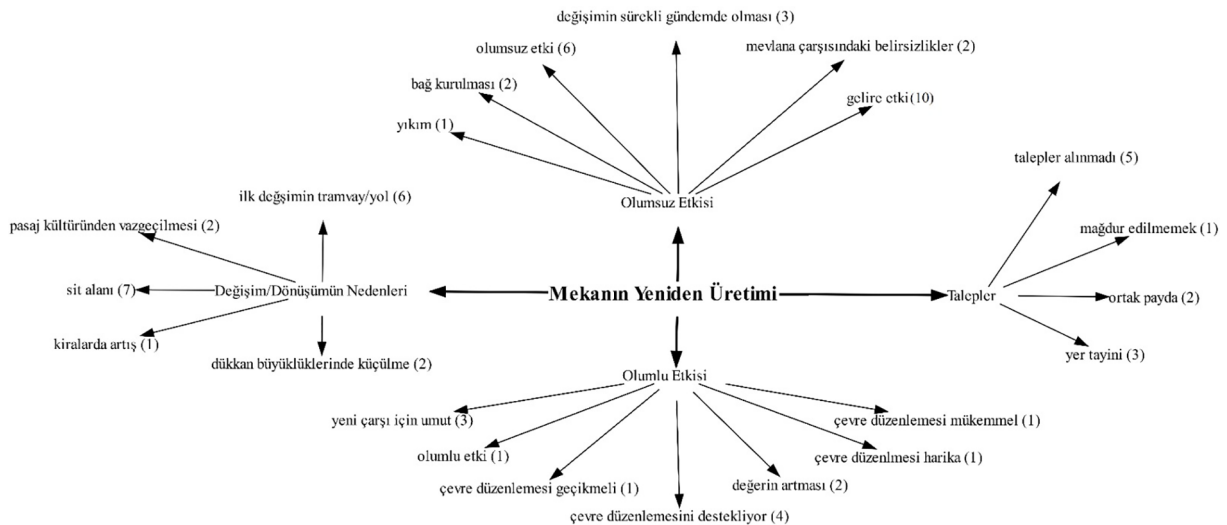 değişimin sürekli gündemde olması (3)
olumsuz etki (6)
mevlana çarşısındaki belirsizlikler (2)
bağ kurulması (2)
gelire etki(10)
yıkım (1)
Olumsuz Etkisi
talepler alınmadı (5)
mağdur edilmemek (1)
ortak payda (2)
yer tayini (3)
Talepler
ilk değşimin tramvay/yol (6)
pasaj kültüründen vazgeçilmesi (2)
sit alanı (7)
Değişim/Dönüşümün Nedenleri
kiralarda artış (1)
dükkan büyüklüklerinde küçülme (2)
Mekanın Yeniden Üretimi
Olumlu Etkisi
yeni çarşı için umut (3)
çevre düzenlemesi mükemmel (1)
olumlu etki (1)
çevre düzenlmesi harika (1)
çevre düzenlemesi geçikmeli (1)
değerin artması (2)
çevre düzenlemesini destekliyor (4)